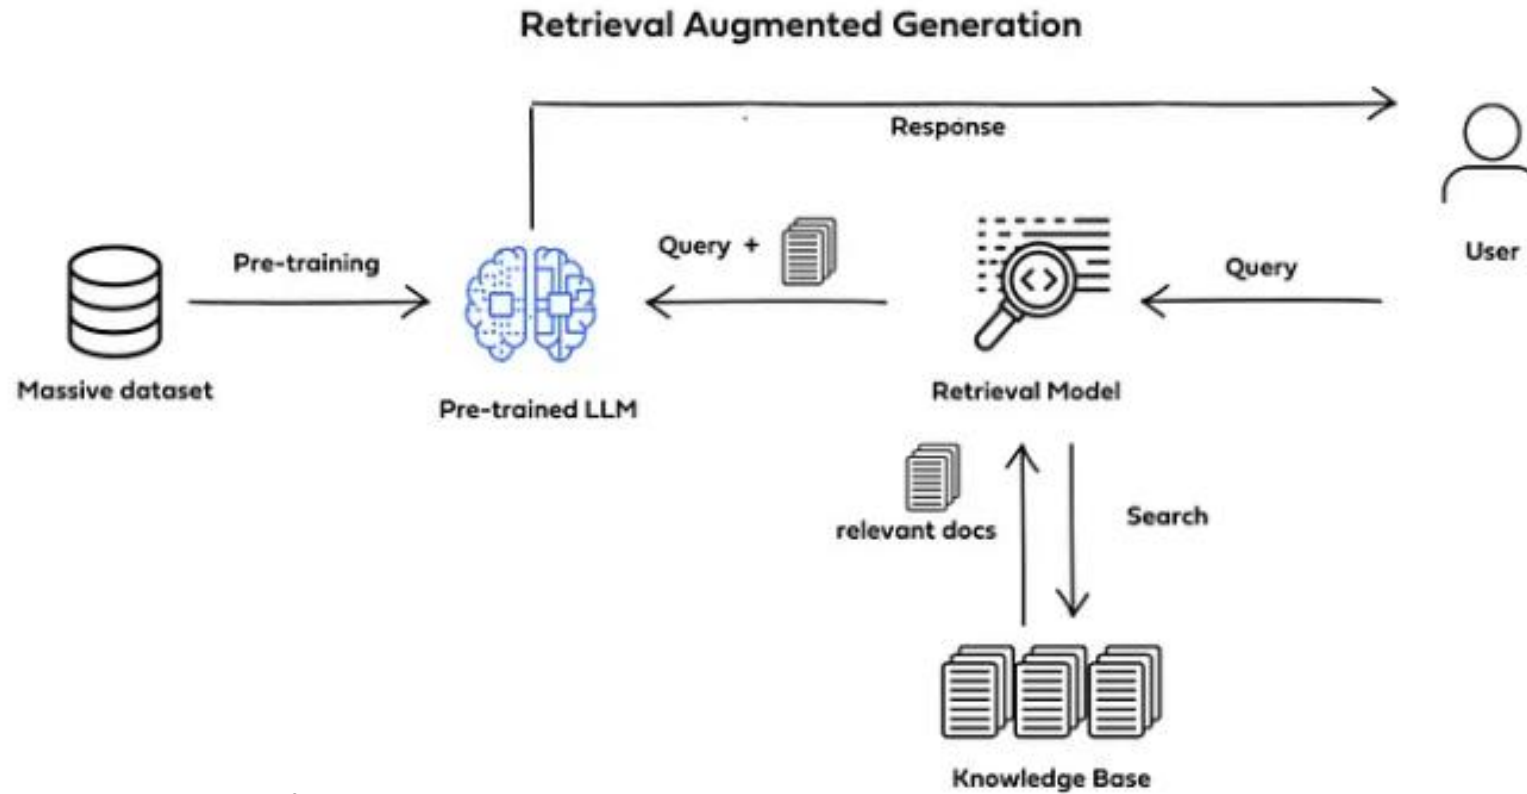 Retrieval Augmented Generation
Response
Pre-training
Query +
Query
User
Massive dataset
Pre-trained LLM
Retrieval Model
relevant docs
Search
Knowledge Base